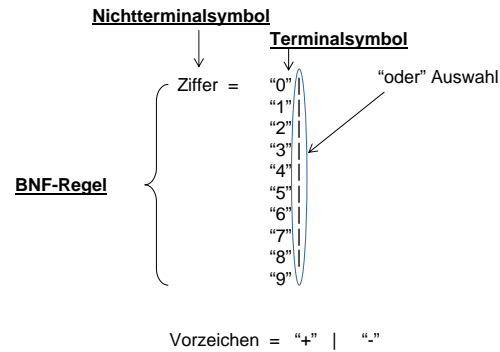 Nichtterminalsymbol
Terminalsymbol
Ziffer = “0” |
“oder” Auswahl
“1” |
“2” |
“3” |
“4” |
BNF-Regel
“5” |
“6” |
“7” |
“8” |
“9”
Vorzeichen = “+” | “-”